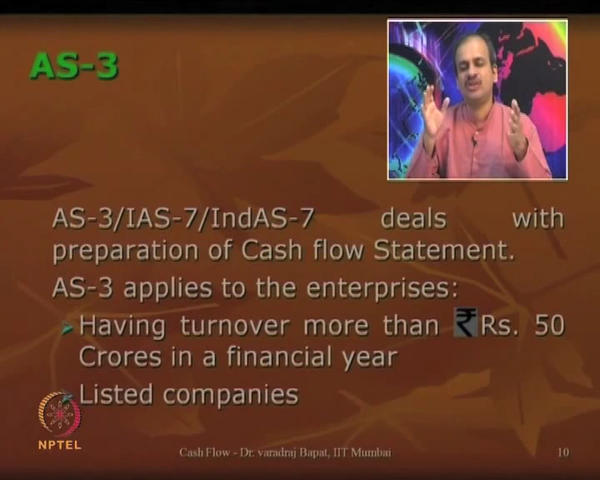 AS-3
AS-3/IAS-7/IndAS-7 deals with
preparation of Cash flow Statement.
AS-3 applies to the enterprises:
Having turnover more than ₹Rs. 50
Crores in a financial year
Listed companies
NPTEL
Cash Flow - Dr. varadraj Bapat, IIT Mumbai
10